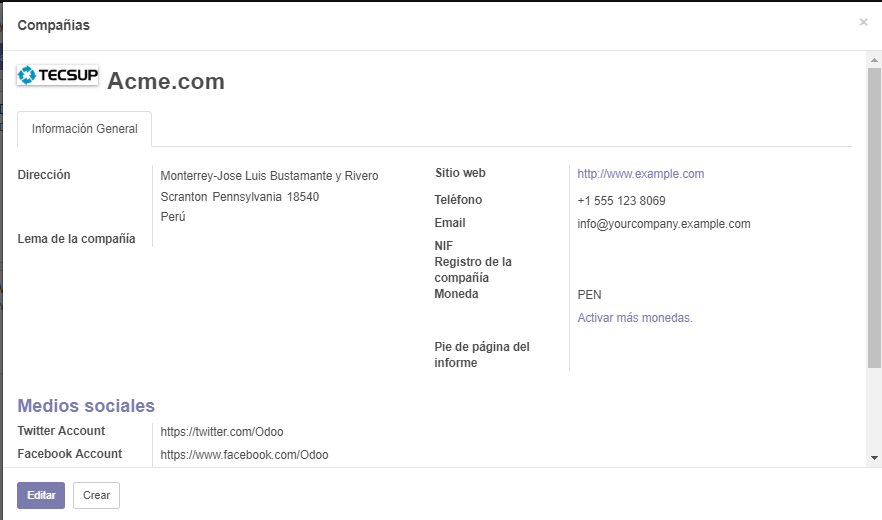 Compañias
×
TECSUP
Acme.com
Información General
Dirección
Monterrey-Jose Luis Bustamante y Rivero
Scranton Pennsylvania 18540
Perú
Lema de la compañía
Sitio web
http://www.example.com
Teléfono
+1 555 123 8069
Email
info@yourcompany.example.com
NIF
Registro de la
compañía
Moneda
PEN
Activar más monedas.
Pie de página del
informe
Medios sociales
Twitter Account
https://twitter.com/Odoo
Facebook Account
https://www.facebook.com/Odoo
Editar
Crear